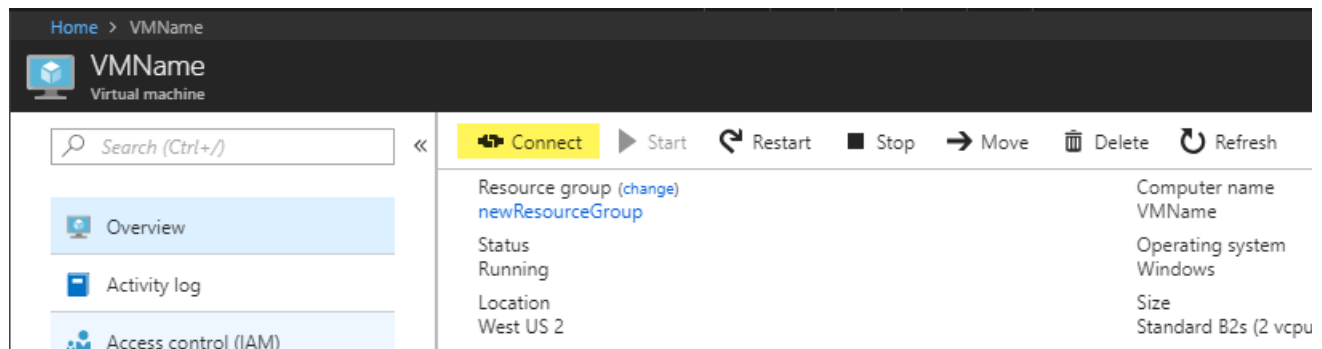 Home > VMName
VMName
Virtual machine
Search (Ctrl+/)
«
Connect Start Restart Stop Move Delete Refresh
Overview
Activity log
Access control (IAM)
Resource group (change)
newResourceGroup
Status
Running
Location
West US 2
Computer name
VMName
Operating system
Windows
Size
Standard B2s (2 vcpu